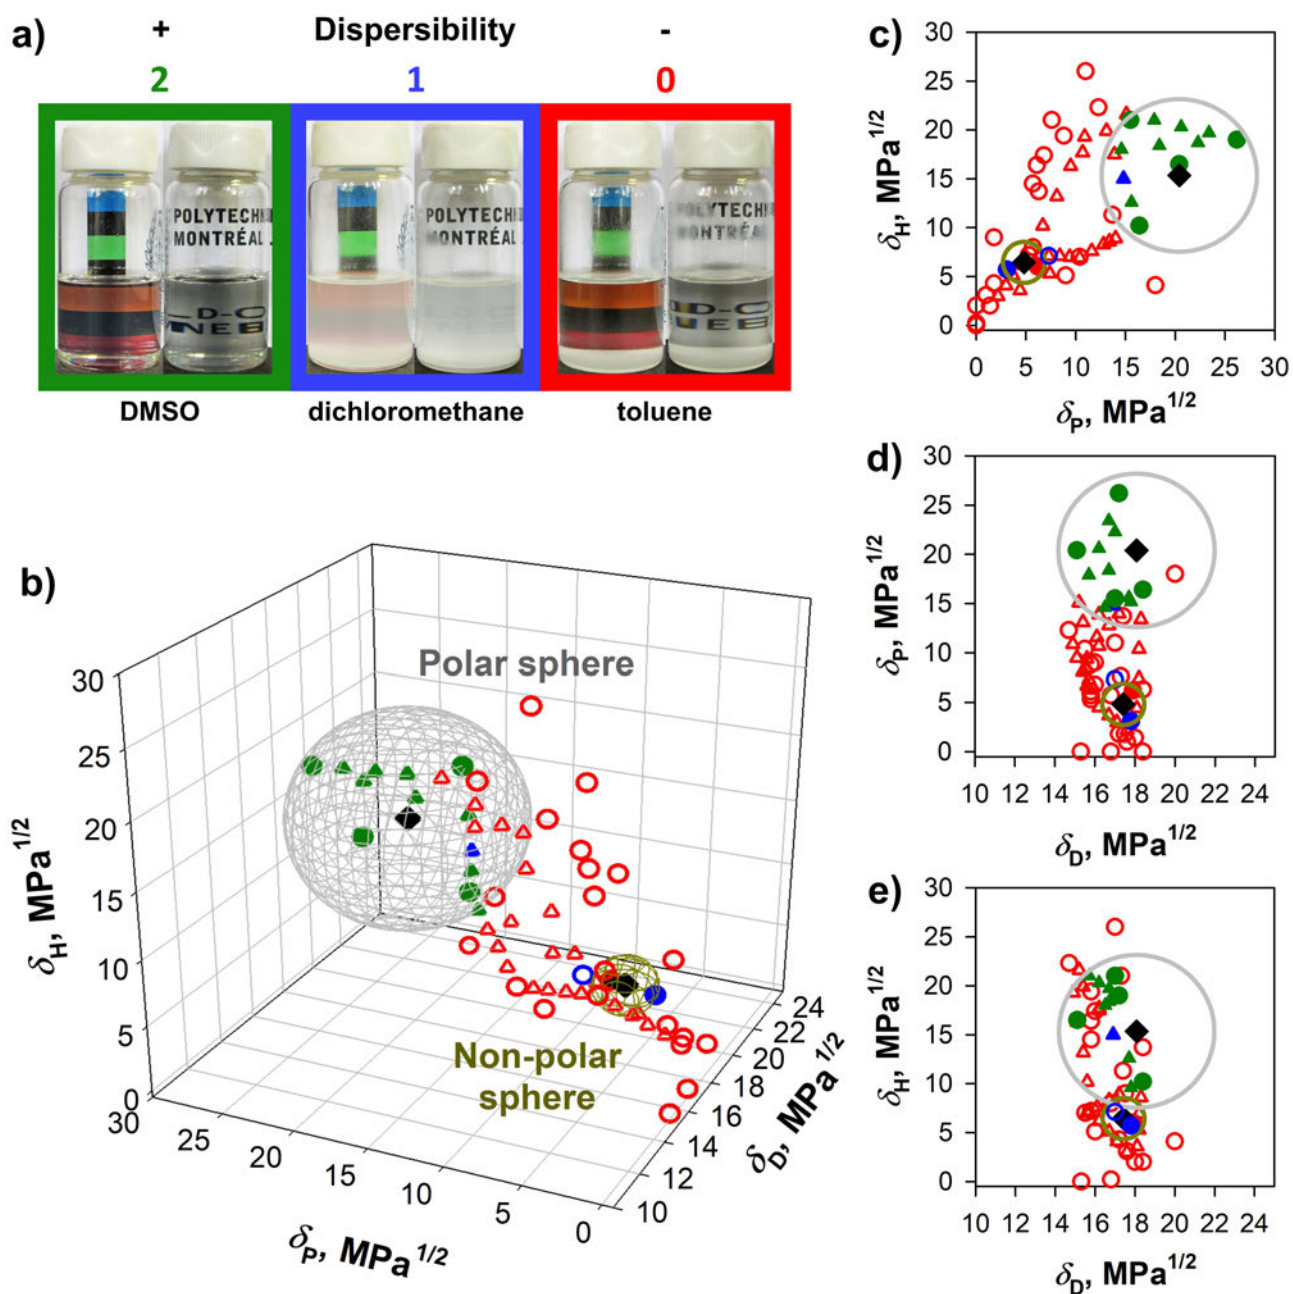 a) + Dispersibility -
2 1 0
POLYTECHN
MONTRÉAL
POLYTECHN
MONTRÉAL
POLYTECH
MONTRÉAL
DMSO dichloromethane toluene
b)
Polar sphere
Non-polar
sphere
30
25
20
15
10
5
0
δH, MPa1/2
30 25 20 15 10 5 0
δP, MPa1/2
10 12 14 16 18 20 22 24
δD, MPa1/2
c)
30
25
20
15
10
5
0
δH, MPa1/2
0 5 10 15 20 25 30
δP, MPa1/2
d)
30
25
20
15
10
5
0
δP, MPa1/2
10 12 14 16 18 20 22 24
δD, MPa1/2
e)
30
25
20
15
10
5
0
δH, MPa1/2
10 12 14 16 18 20 22 24
δD, MPa1/2